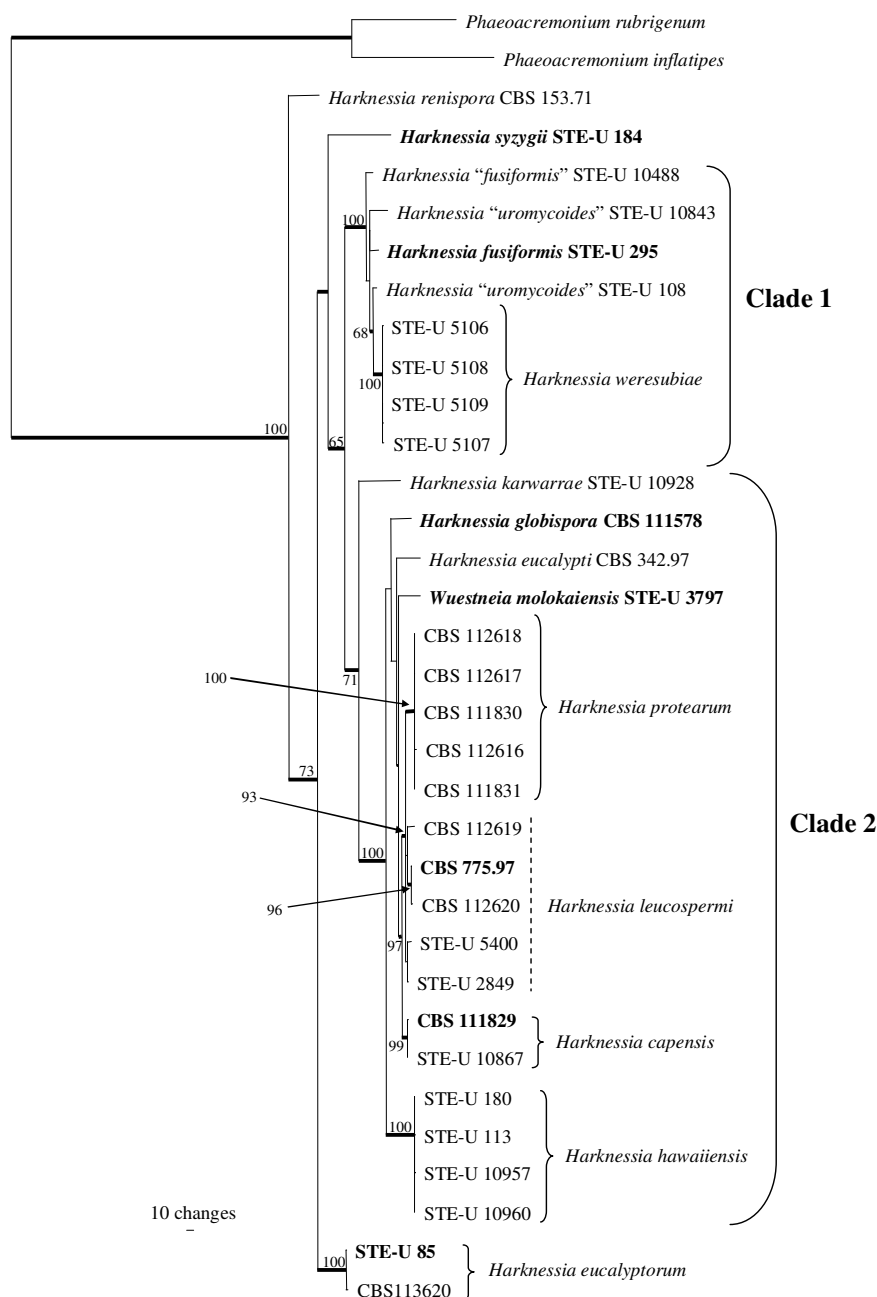 Phaeoacremonium rubrigenum
Phaeoacremonium inflatipes
Harknessia renispora CBS 153.71
Harknessia syzygii STE-U 184
Harknessia “fusiformis” STE-U 10488
100
Harknessia “uromycoides” STE-U 10843
Harknessia fusiformis STE-U 295
Harknessia “uromycoides” STE-U 108
Clade 1
68
STE-U 5106
STE-U 5108
Harknessia weresubiae
100
STE-U 5109
100
65
STE-U 5107
Harknessia karwarrae STE-U 10928
Harknessia globispora CBS 111578
Harknessia eucalypti CBS 342.97
Wuestneia molokaiensis STE-U 3797
CBS 112618
100
71
CBS 112617
CBS 111830
Harknessia protearum
CBS 112616
73
93
CBS 111831
Clade 2
100
CBS 112619
CBS 775.97
96
CBS 112620
Harknessia leucospermi
97
STE-U 5400
STE-U 2849
CBS 111829
99
Harknessia capensis
STE-U 10867
STE-U 180
100
STE-U 113
Harknessia hawaiiensis
STE-U 10957
10 changes
STE-U 10960
100
STE-U 85
Harknessia eucalyptorum
CBS113620